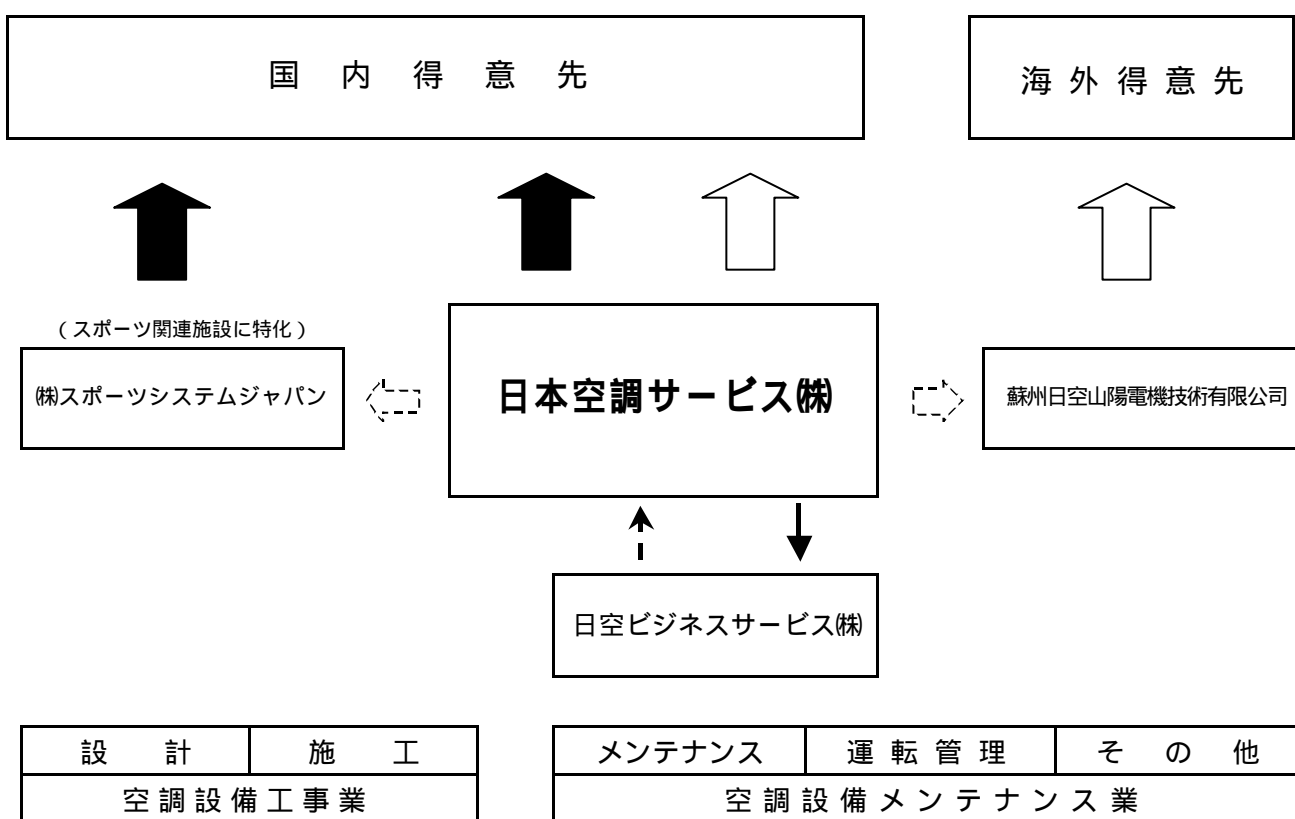 国内得意先
海外得意先
(スポーツ関連施設に特化)
㈱スポーツシステムジャパン
日本空調サービス㈱
蘇州日空山陽電機技術有限公司
日空ビジネスサービス㈱
設計 施工
空調設備工事業
メンテナンス 運転管理 その他
空調設備メンテナンス業